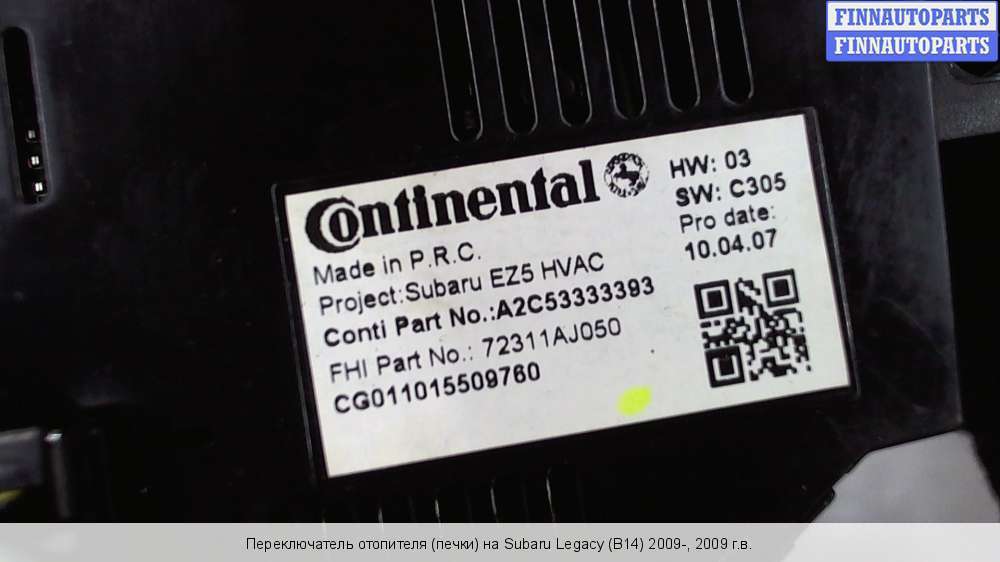 FINNAUTOPARTS
FINNAUTOPARTS
Continental
HW: 03
SW: C305
Pro date:
10.04.07
Made in P.R.C.
Project:Subaru EZ5 HVAC
Conti Part No.:A2C53333393
FHI Part No.: 72311AJ050
CG011015509760
Переключатель отопителя (печки) на Subaru Legacy (B14) 2009-, 2009 г.в.